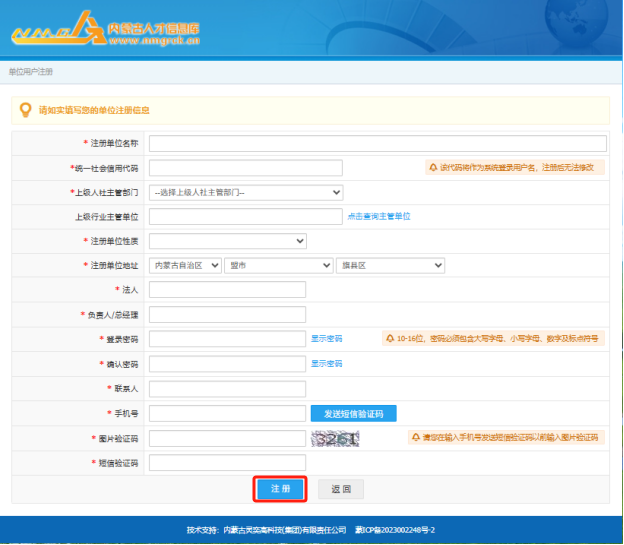 内蒙古人才信息库
www.nmgrck.cn
单位用户注册
请如实填写您的单位注册信息
* 注册单位名称
*统一社会信用代码 该代码将作为系统登录用户名，注册后无法修改
*上级人社主管部门 --选择上级人社主管部门--
上级行业主管单位 点击查询主管单位
* 注册单位性质
* 注册单位地址 内蒙古自治区 盟市 旗县区
* 法人
* 负责人/总经理
* 登录密码 显示密码 10-16位，密码必须包含大写字母、小写字母、数字及标点符号
* 确认密码 显示密码
* 联系人
* 手机号 发送短信验证码
* 图片验证码 3261 请您在输入手机号发送短信验证码以前输入图片验证码
* 短信验证码
注 册 返 回
技术支持：内蒙古灵奕高科技(集团)有限责任公司 蒙ICP备2023002248号-2